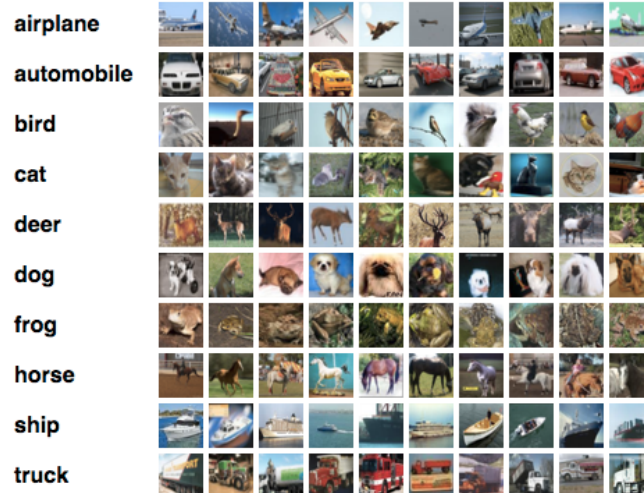 airplane
automobile
bird
cat
deer
dog
frog
horse
ship
truck